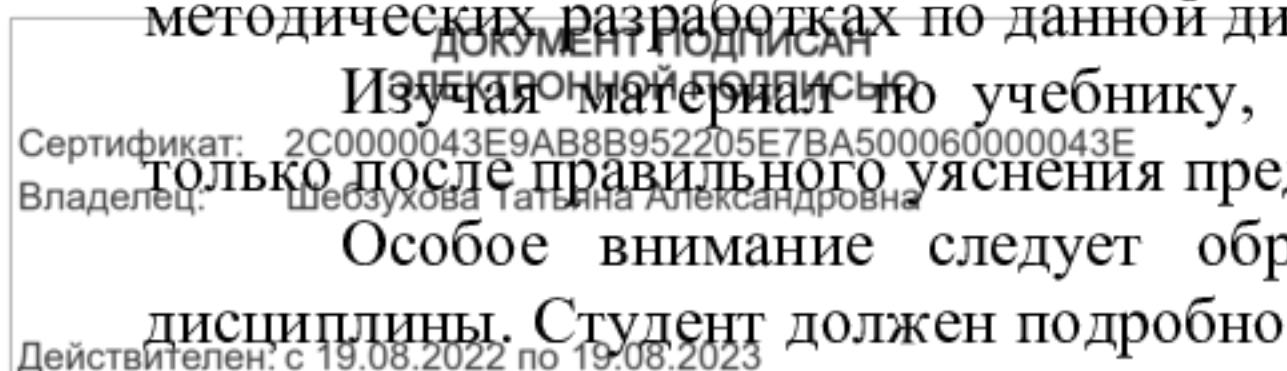 методических разработках по данной ди
ДОКУМЕНТ ПОДПИСАН
ЭЛЕКТРОННОЙ ПОДПИСЬЮ
Изучая материал по учебнику,
Сертификат: 2C0000043E9AB8B952205E7BA500060000043E
только после правильного уяснения пре
Владелец: Шебзухова Татьяна Александровна
Особое внимание следует обр
дисциплины. Студент должен подробно
Действителен: с 19.08.2022 по 19.08.2023